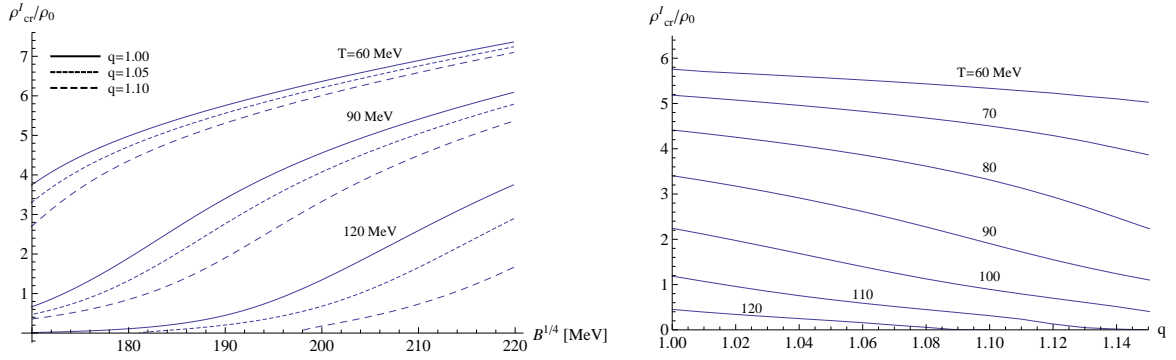 ρ^I_cr/ρ_0
7
6
5
4
3
2
1
q=1.00
q=1.05
q=1.10
T=60 MeV
90 MeV
120 MeV
180 190 200 210 220 B^{1/4} [MeV]
ρ^I_cr/ρ_0
6
5
4
3
2
1
0
T=60 MeV
70
80
90
100
110
120
1.00 1.02 1.04 1.06 1.08 1.10 1.12 1.14 q